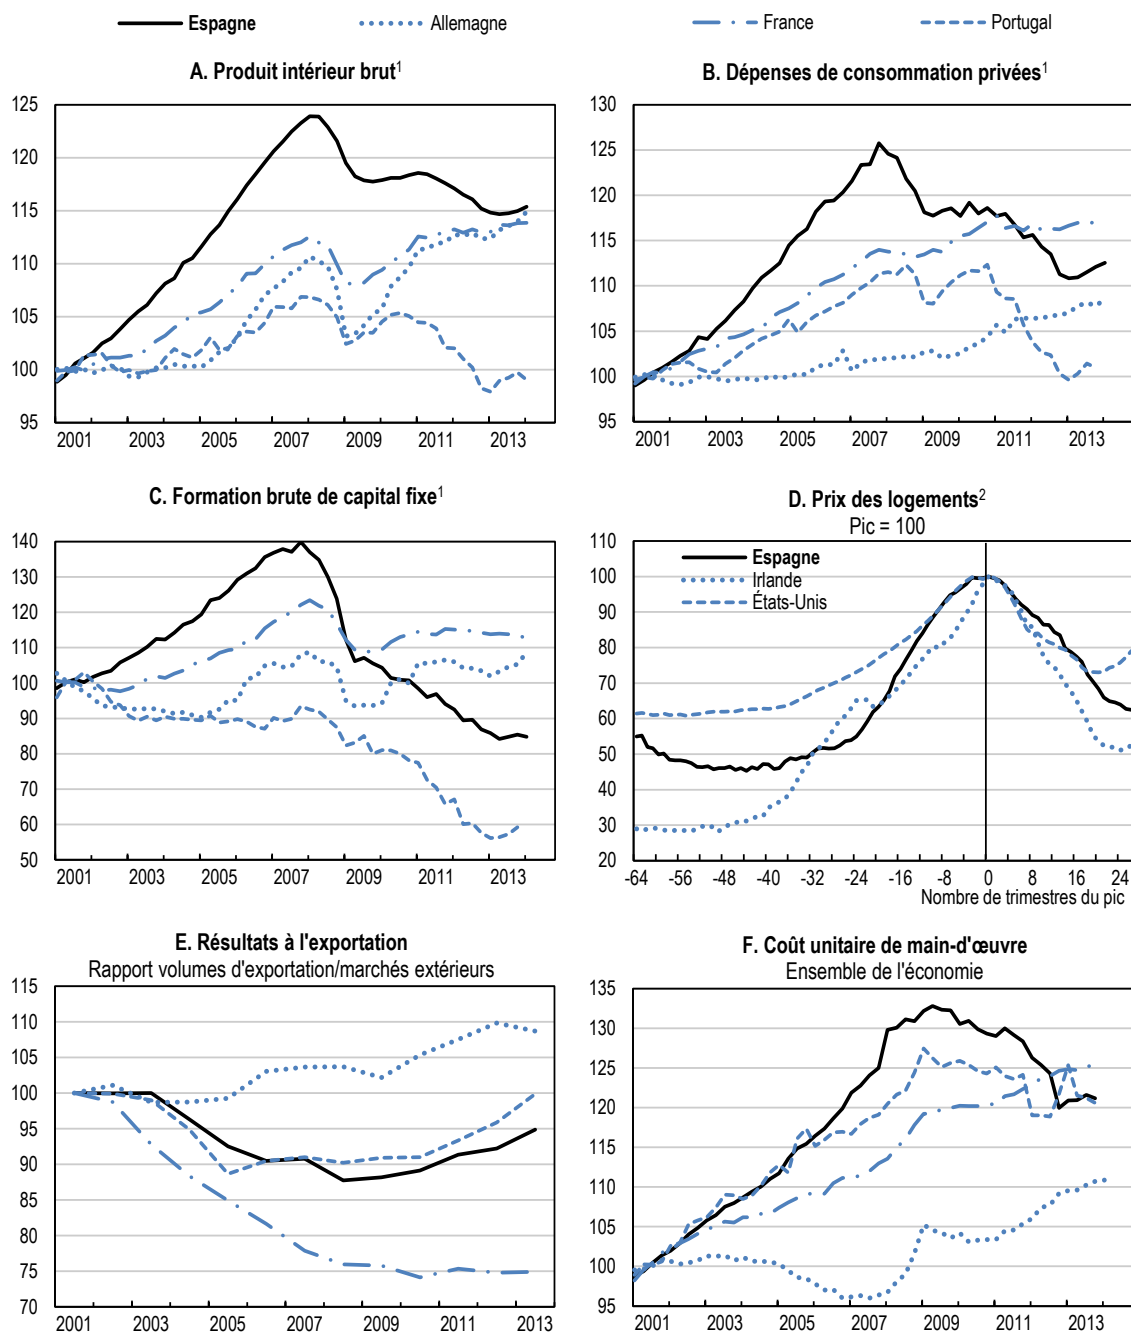 Espagne Allemagne France Portugal
A. Produit intérieur brut1
125
120
115
110
105
100
95
2001 2003 2005 2007 2009 2011 2013
B. Dépenses de consommation privées1
130
125
120
115
110
105
100
95
2001 2003 2005 2007 2009 2011 2013
C. Formation brute de capital fixe1
140
130
120
110
100
90
80
70
60
50
2001 2003 2005 2007 2009 2011 2013
D. Prix des logements2
Pic = 100
110
100
90
80
70
60
50
40
30
20
Espagne
Irlande
États-Unis
-64 -56 -48 -40 -32 -24 -16 -8 0 8 16 24
Nombre de trimestres du pic
E. Résultats à l'exportation
Rapport volumes d'exportation/marchés extérieurs
115
110
105
100
95
90
85
80
75
70
2001 2003 2005 2007 2009 2011 2013
F. Coût unitaire de main-d'œuvre
Ensemble de l'économie
135
130
125
120
115
110
105
100
95
2001 2003 2005 2007 2009 2011 2013